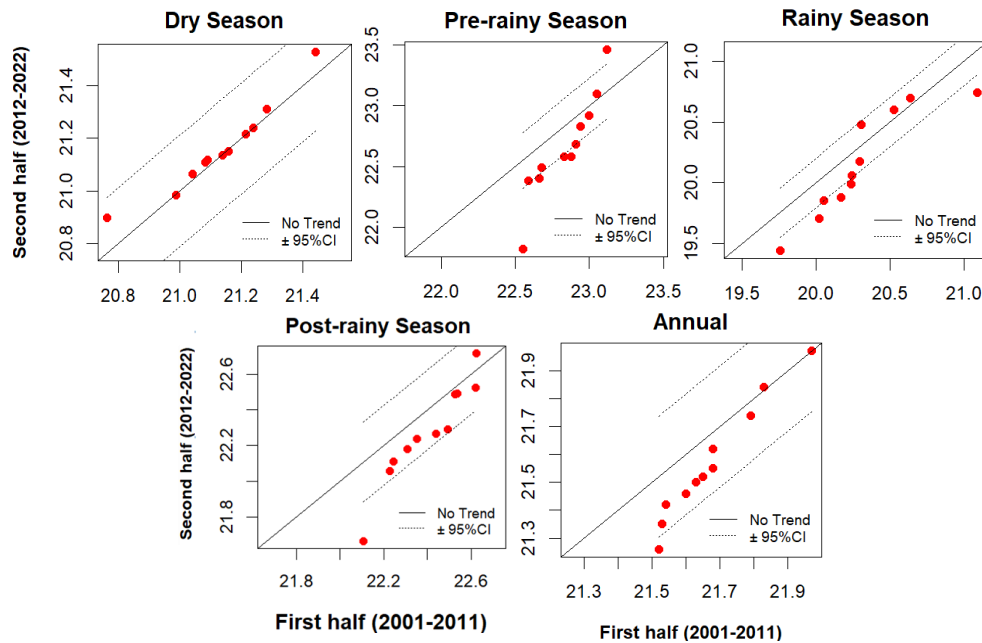 Dry Season
Pre-rainy Season
Rainy Season
Second half (2012-2022)
20.8 21.0 21.2 21.4
No Trend
± 95%CI
20.8 21.0 21.2 21.4
22.0 22.5 23.0 23.5
No Trend
± 95%CI
22.0 22.5 23.0 23.5
19.5 20.0 20.5 21.0
No Trend
± 95%CI
19.5 20.0 20.5 21.0
Post-rainy Season
Annual
Second half (2012-2022)
21.8 22.2 22.6
No Trend
± 95%CI
21.8 22.2 22.6
21.3 21.5 21.7 21.9
No Trend
± 95%CI
21.3 21.5 21.7 21.9
First half (2001-2011)
First half (2001-2011)